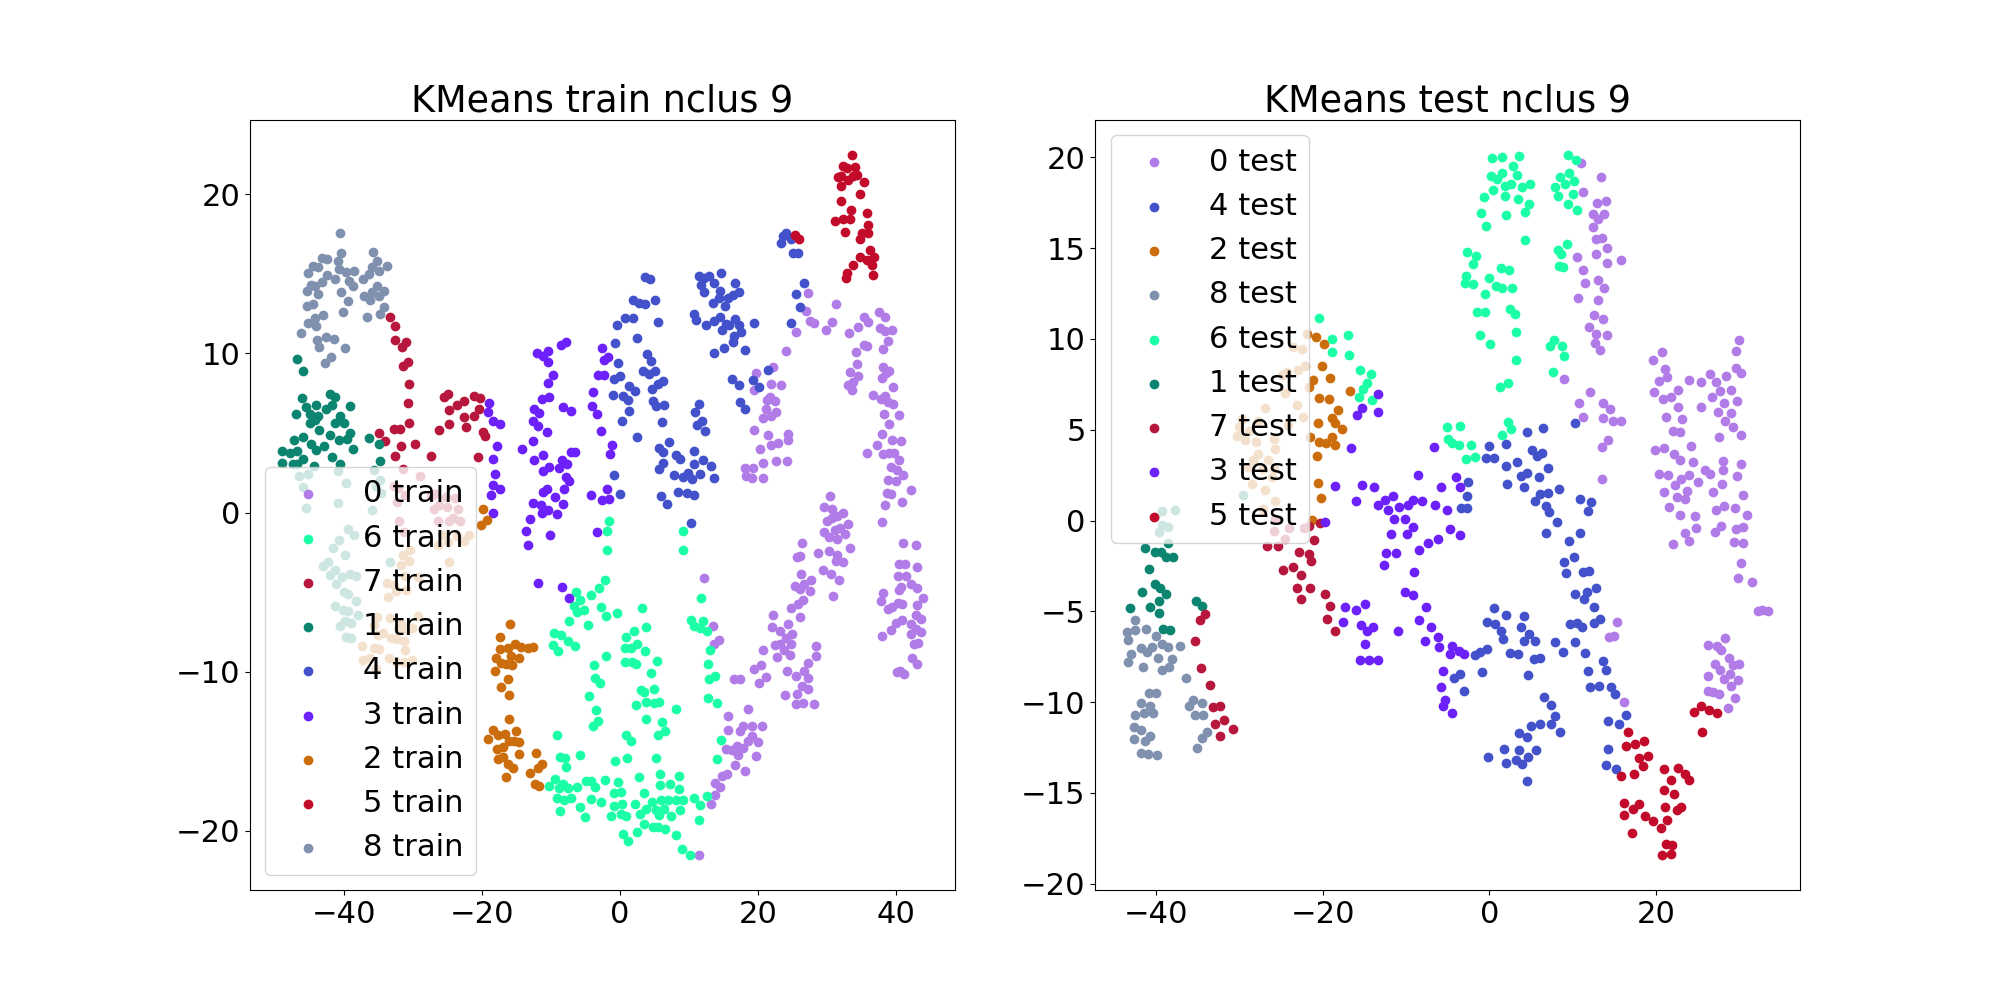 KMeans train nclus 9
20
10
0
−10
−20
−40
−20
0
20
40
0 train
6 train
7 train
1 train
4 train
3 train
2 train
5 train
8 train
KMeans test nclus 9
20
15
10
5
0
−5
−10
−15
−20
−40
−20
0
20
0 test
4 test
2 test
8 test
6 test
1 test
7 test
3 test
5 test